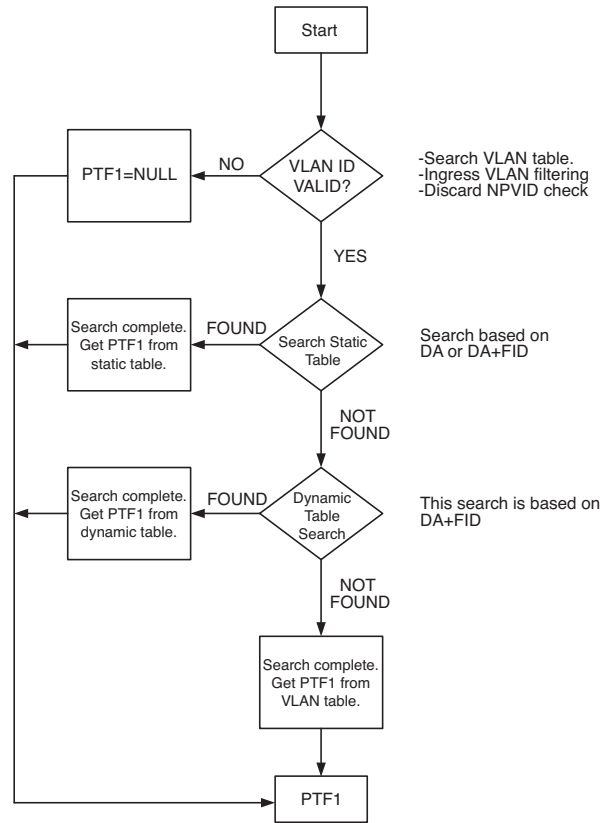 Start
VLAN ID
VALID?
NO
PTF1=NULL
-Search VLAN table.
-Ingress VLAN filtering
-Discard NPVID check
YES
Search Static
Table
FOUND
Search complete.
Get PTF1 from
static table.
Search based on
DA or DA+FID
NOT
FOUND
Dynamic
Table
Search
FOUND
Search complete.
Get PTF1 from
dynamic table.
This search is based on
DA+FID
NOT
FOUND
Search complete.
Get PTF1 from
VLAN table.
PTF1